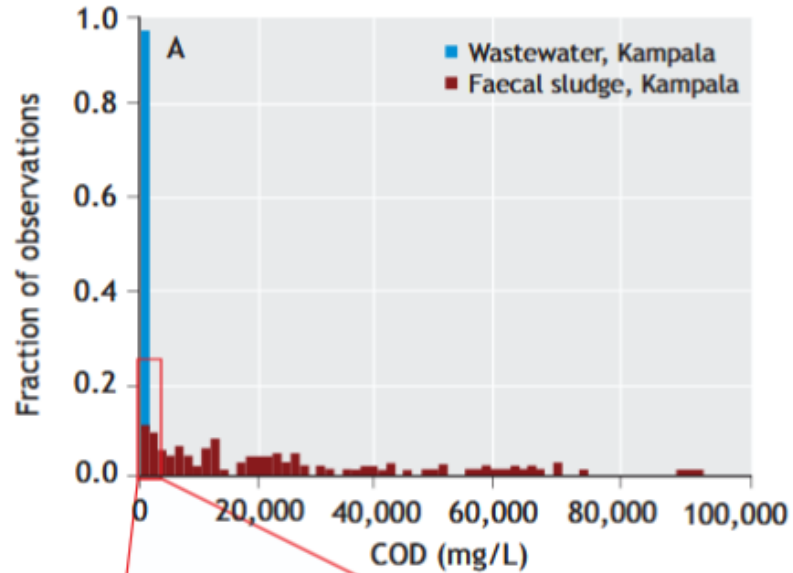 1.0
A
Wastewater, Kampala
Faecal sludge, Kampala
0.8
0.6
0.4
0.2
0.0
Fraction of observations
0 20,000 40,000 60,000 80,000 100,000
COD (mg/L)